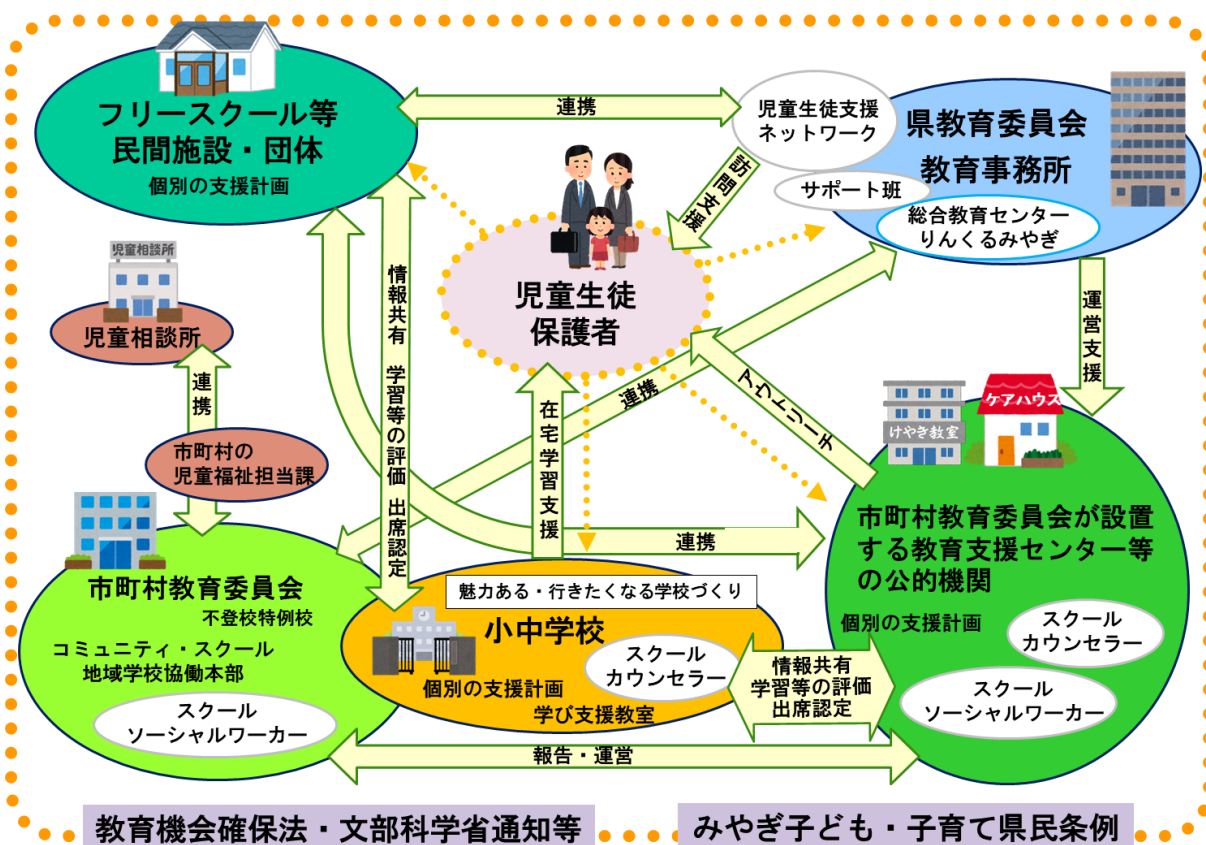 フリースクール等
民間施設・団体
個別の支援計画
連携
児童生徒支援
ネットワーク
県教育委員会
教育事務所
サポート班
総合教育センター
りんくるみやぎ
訪問支援
児童生徒
保護者
児童相談所
児童相談所
連携
市町村の
児童福祉担当課
情報共有 学習等の評価 出席認定
在宅学習支援
連携
アウトリーチ
運営支援
けやき教室
ケアハウス
連携
市町村教育委員会が設置
する教育支援センター等
の公的機関
個別の支援計画
スクール
カウンセラー
スクール
ソーシャルワーカー
市町村教育委員会
不登校特例校
コミュニティ・スクール
地域学校協働本部
スクール
ソーシャルワーカー
魅力ある・行きたくなる学校づくり
小中学校
スクール
カウンセラー
個別の支援計画
学び支援教室
情報共有
学習等の評価
出席認定
報告・運営
教育機会確保法・文部科学省通知等
みやぎ子ども・子育て県民条例